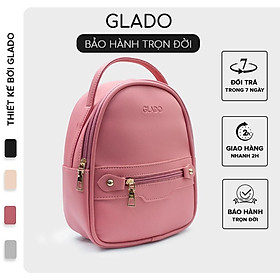 GLADO
BẢO HÀNH TRỌN ĐỜI
THIẾT KẾ BỞI GLADO
GLADO
7
ĐỔI TRẢ
TRONG 7 NGÀY
2H
GIAO HÀNG
NHANH 2H
BẢO HÀNH
TRỌN ĐỜI